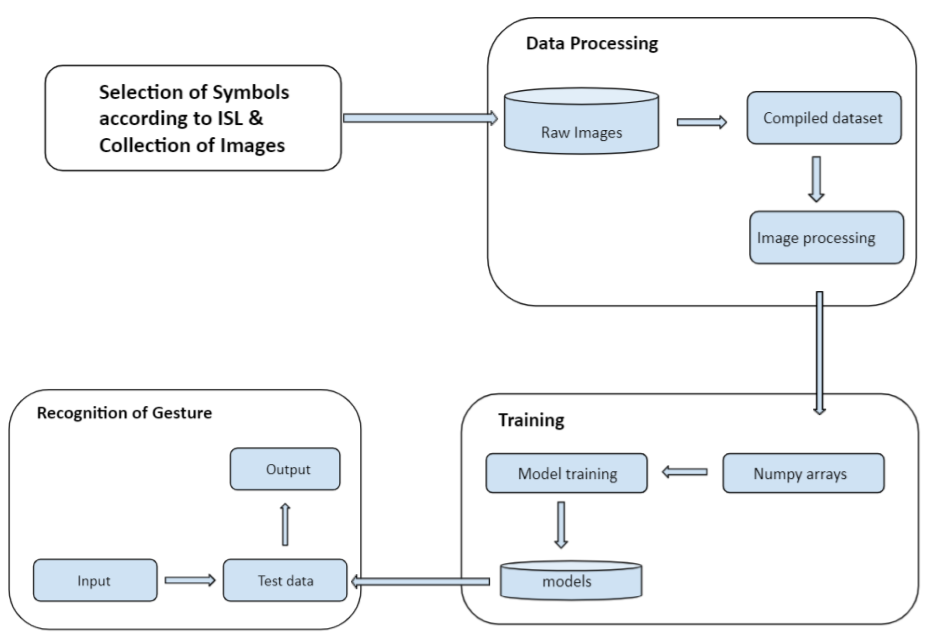 Selection of Symbols
according to ISL &
Collection of Images
Data Processing
Raw Images
Compiled dataset
Image processing
Training
Numpy arrays
Model training
models
Recognition of Gesture
Input
Test data
Output